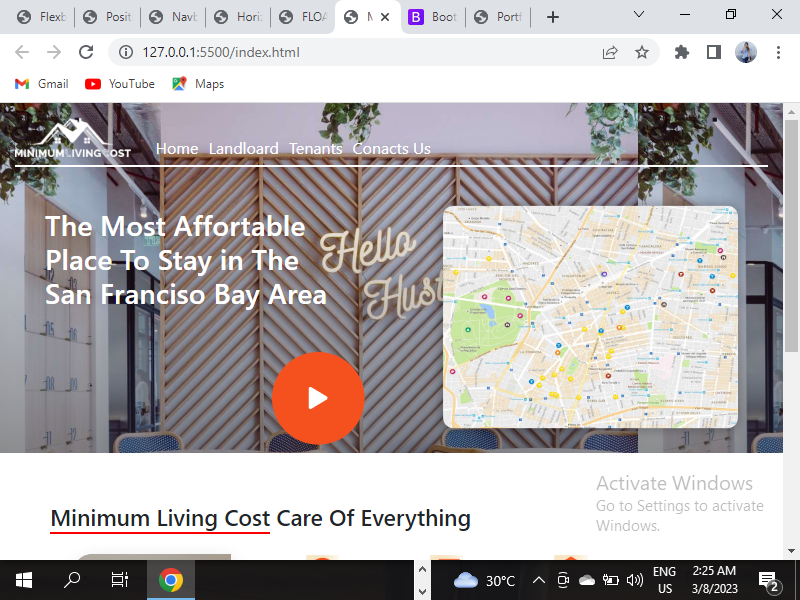 Flexb
Posit
Navb
Horiz
FLOA
M
Boot
Portf
127.0.0.1:5500/index.html
Gmail
YouTube
Maps
MINIMUM LIVING COST
Home Landloard Tenants Conacts Us
The Most Affortable
Place To Stay in The
San Franciso Bay Area
Hello
Hust
Activate Windows
Go to Settings to activate
Windows.
Minimum Living Cost Care Of Everything
30°C
ENG
US
2:25 AM
3/8/2023
2